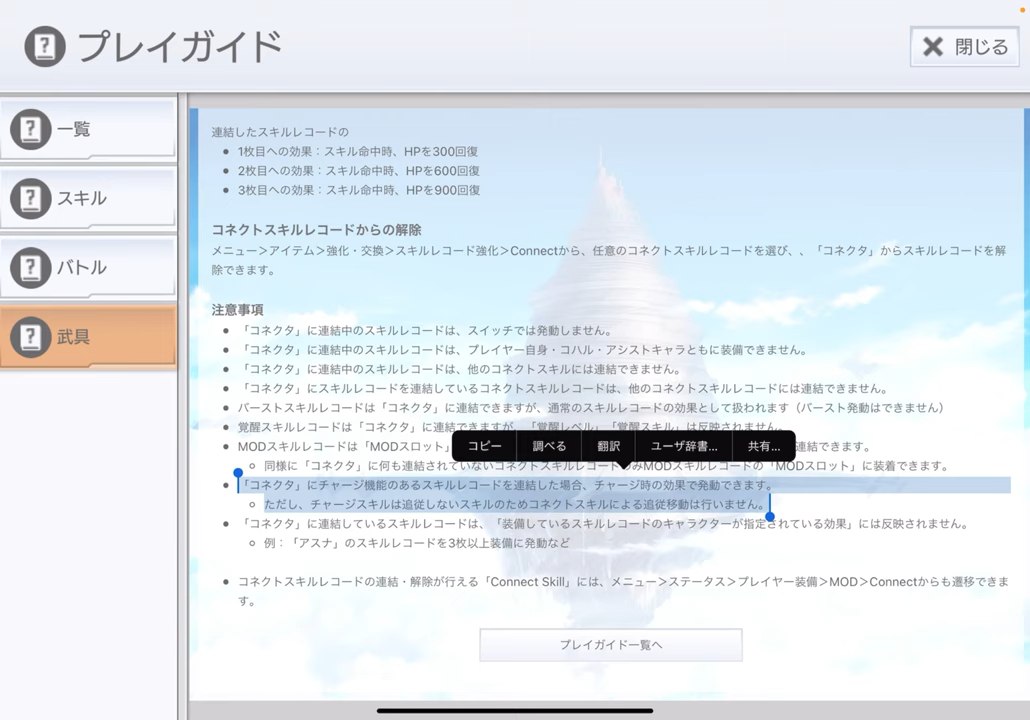 プレイガイド
閉じる
一覧
スキル
バトル
武具
連結したスキルレコードの
• 1枚目への効果：スキル命中時、HPを300回復
• 2枚目への効果：スキル命中時、HPを600回復
• 3枚目への効果：スキル命中時、HPを900回復
コネクトスキルレコードからの解除
メニュー＞アイテム＞強化・交換＞スキルレコード強化＞Connectから、任意のコネクトスキルレコードを選び、、「コネクタ」からスキルレコードを解
除できます。
注意事項
• 「コネクタ」に連結中のスキルレコードは、スイッチでは発動しません。
• 「コネクタ」に連結中のスキルレコードは、プレイヤー自身・コハル・アシストキャラともに装備できません。
• 「コネクタ」に連結中のスキルレコードは、他のコネクトスキルには連結できません。
• 「コネクタ」にスキルレコードを連結しているコネクトスキルレコードは、他のコネクトスキルレコードには連結できません。
• バーストスキルレコードは「コネクタ」に連結できますが、通常のスキルレコードの効果として扱われます（バースト発動はできません）
• 覚醒スキルレコードは「コネクタ」に連結できますが、「覚醒レベル」「覚醒スキル」は反映されません。
• MODスキルレコードは「MODスロット」 連結できます。
コピー 調べる 翻訳 ユーザ辞書... 共有...
○ 同様に「コネクタ」に何も連結されていないコネクトスキルレコードのみMODスキルレコードの「MODスロット」に装着できます。
• 「コネクタ」にチャージ機能のあるスキルレコードを連結した場合、チャージ時の効果で発動できます。
○ ただし、チャージスキルは追従しないスキルのためコネクトスキルによる追従移動は行いません。
• 「コネクタ」に連結しているスキルレコードは、「装備しているスキルレコードのキャラクターが指定されている効果」には反映されません。
○ 例：「アスナ」のスキルレコードを3枚以上装備に発動など
• コネクトスキルレコードの連結・解除が行える「Connect Skill」には、メニュー＞ステータス＞プレイヤー装備＞MOD＞Connectからも遷移できま
す。
プレイガイド一覧へ